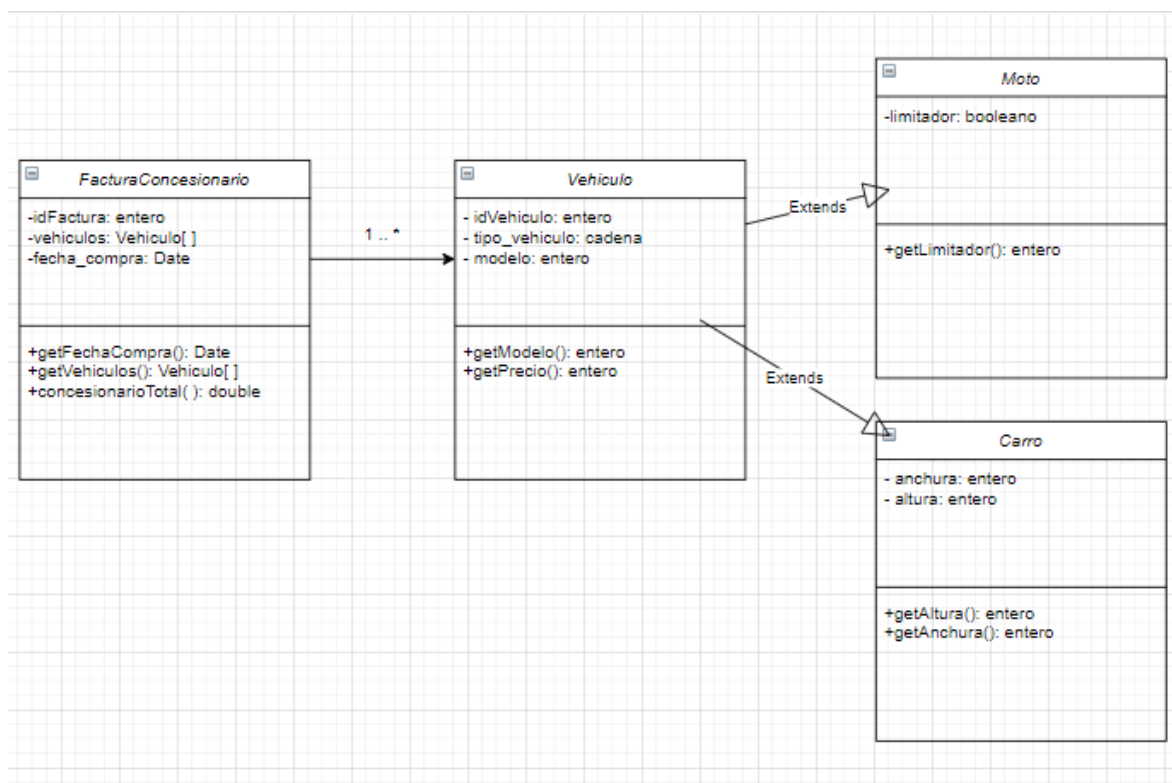 FacturaConcesionario
-idFactura: entero
-vehiculos: Vehiculo[ ]
-fecha_compra: Date
+getFechaCompra(): Date
+getVehiculos(): Vehiculo[ ]
+concesionarioTotal( ): double
1 .. *
Vehiculo
- idVehiculo: entero
- tipo_vehiculo: cadena
- modelo: entero
+getModelo(): entero
+getPrecio(): entero
Extends
Extends
Moto
-limitador: booleano
+getLimitador(): entero
Carro
- anchura: entero
- altura: entero
+getAltura(): entero
+getAnchura(): entero